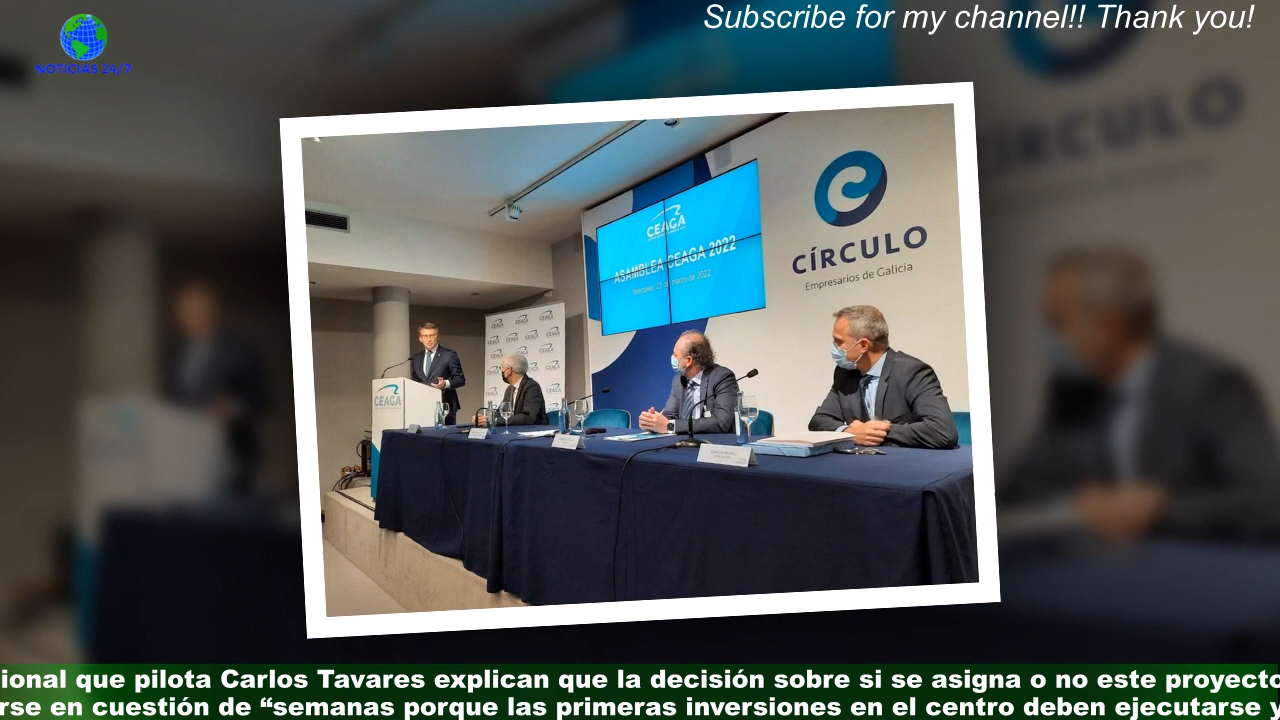 Subscribe for my channel!! Thank you!
NOTICIAS 24/7
CÍRCULO
CEAGA
ASAMBLEA CEAGA 2022
CÍRCULO
Empresarios de Galicia
CEAGA
ional que pilota Carlos Tavares explican que la decisión sobre si se asigna o no este proyecto
rse en cuestión de “semanas porque las primeras inversiones en el centro deben ejecutarse y